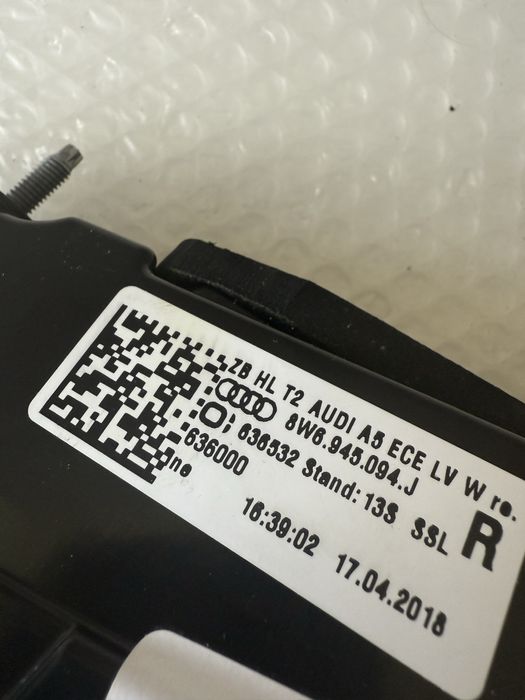 ZB HL T2 AUDI A5 ECE LV W re.
8W6.945.094.J
; 636532 Stand: 13S SSL R
636000
ne 16:39:02 17.04.2018